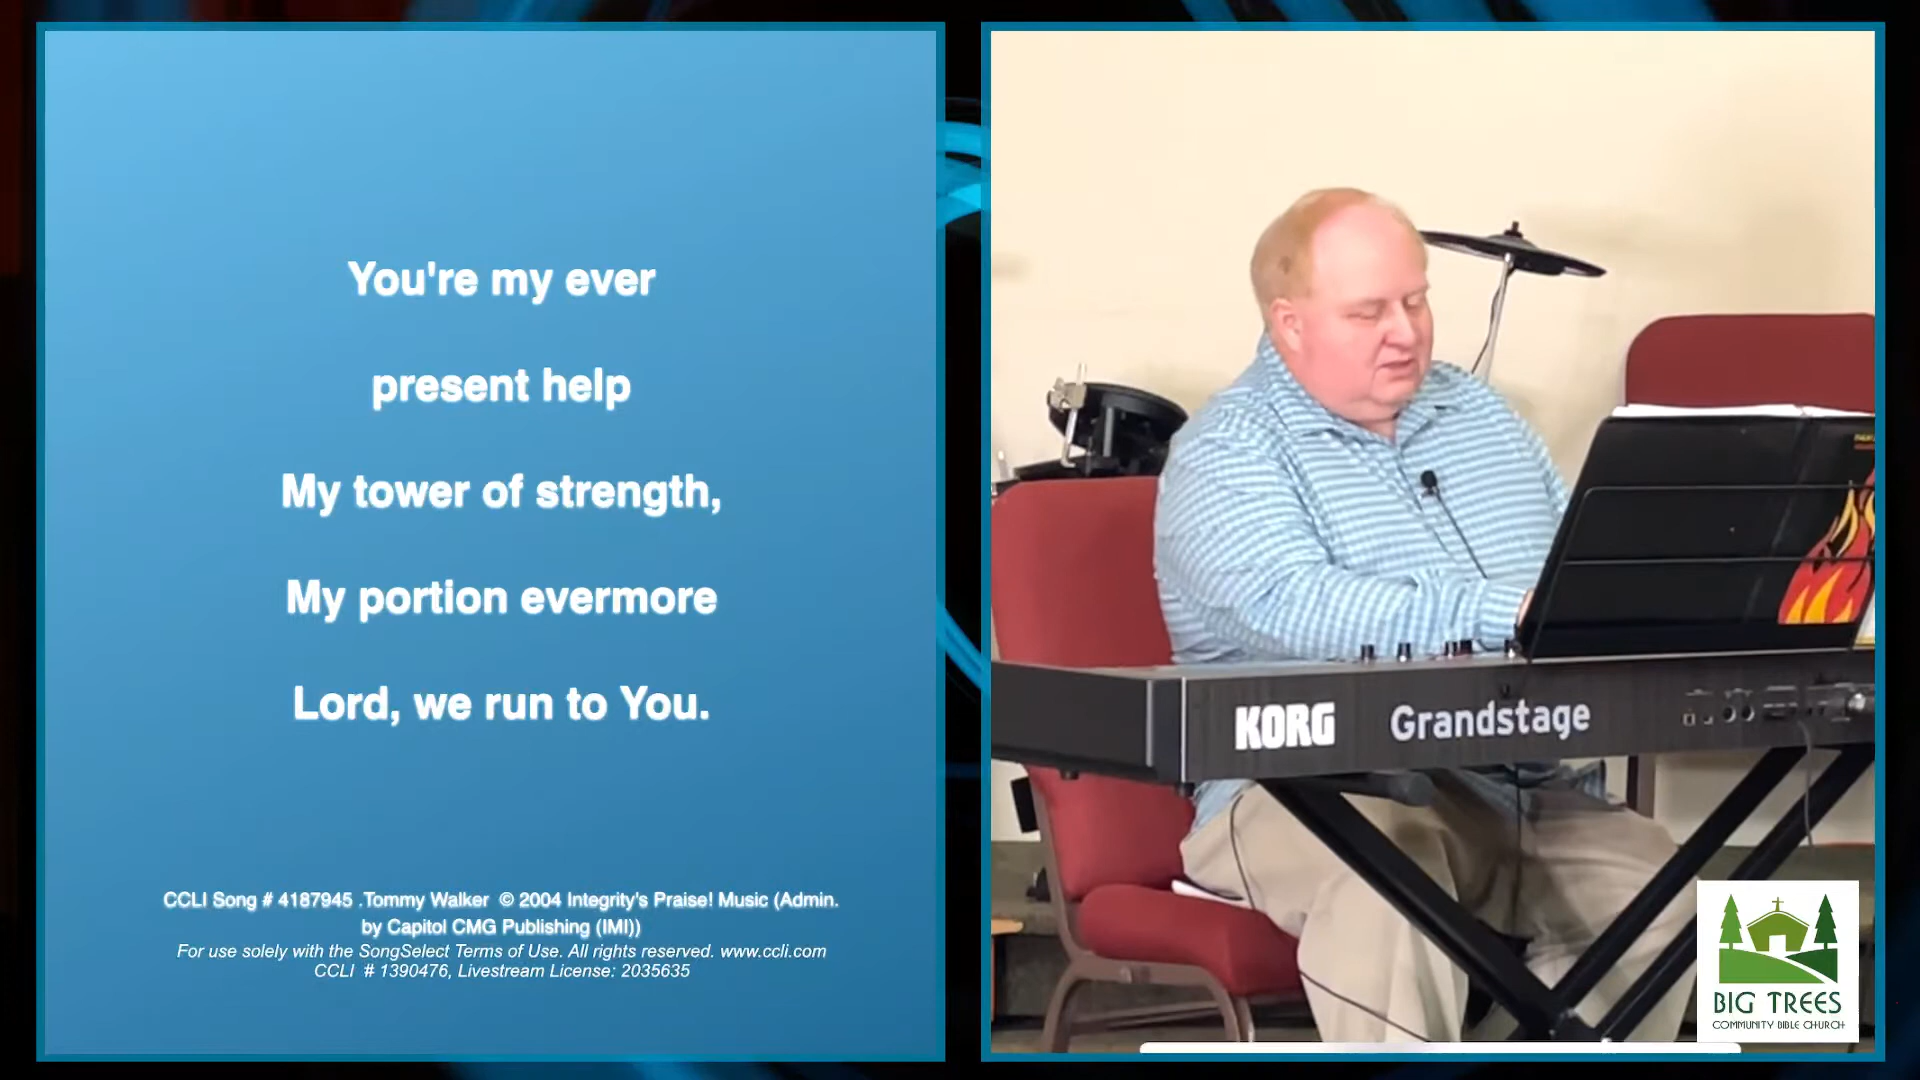 You're my ever
present help
My tower of strength,
My portion evermore
Lord, we run to You.
CCLI Song # 4187945 .Tommy Walker © 2004 Integrity's Praise! Music (Admin.
by Capitol CMG Publishing (IMI))
For use solely with the SongSelect Terms of Use. All rights reserved. www.ccli.com
CCLI # 1390476, Livestream License: 2035635
KORG Grandstage
BIG TREES
COMMUNITY BIBLE CHURCH